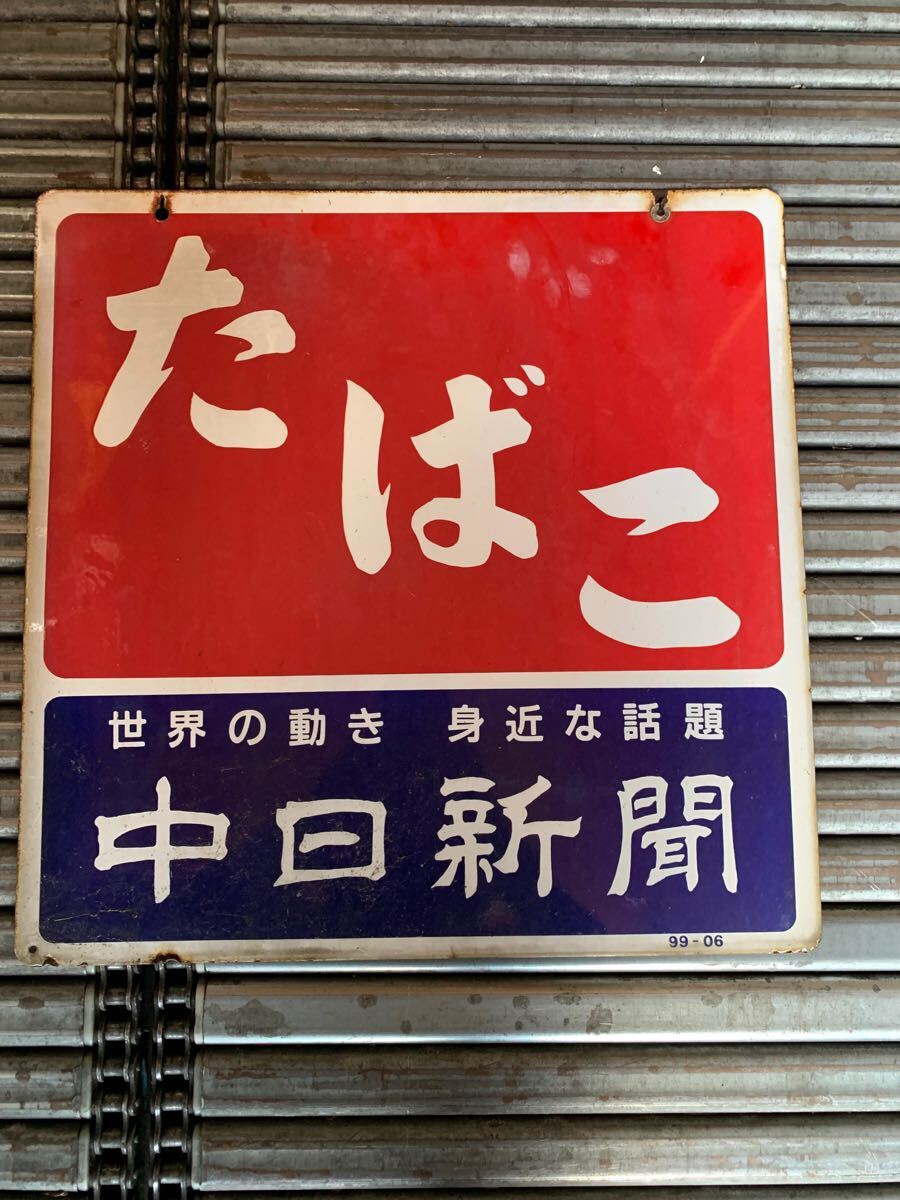 たばこ
世界の動き 身近な話題
中日新聞
99-06